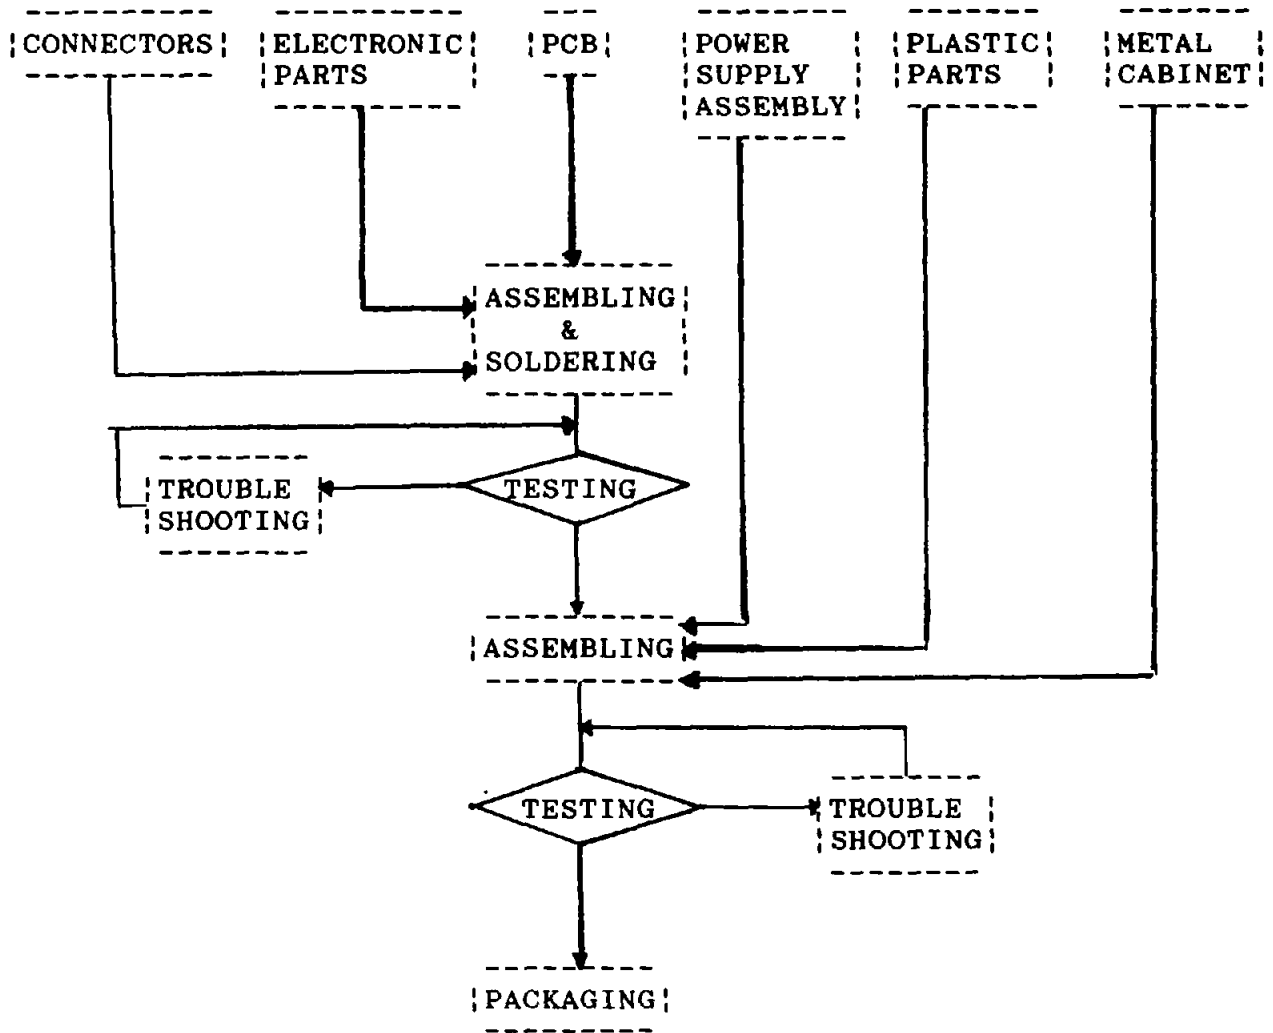 CONNECTORS
ELECTRONIC
PARTS
PCB
POWER
SUPPLY
ASSEMBLY
PLASTIC
PARTS
METAL
CABINET
ASSEMBLING
&
SOLDERING
TESTING
TROUBLE
SHOOTING
ASSEMBLING
TESTING
TROUBLE
SHOOTING
PACKAGING